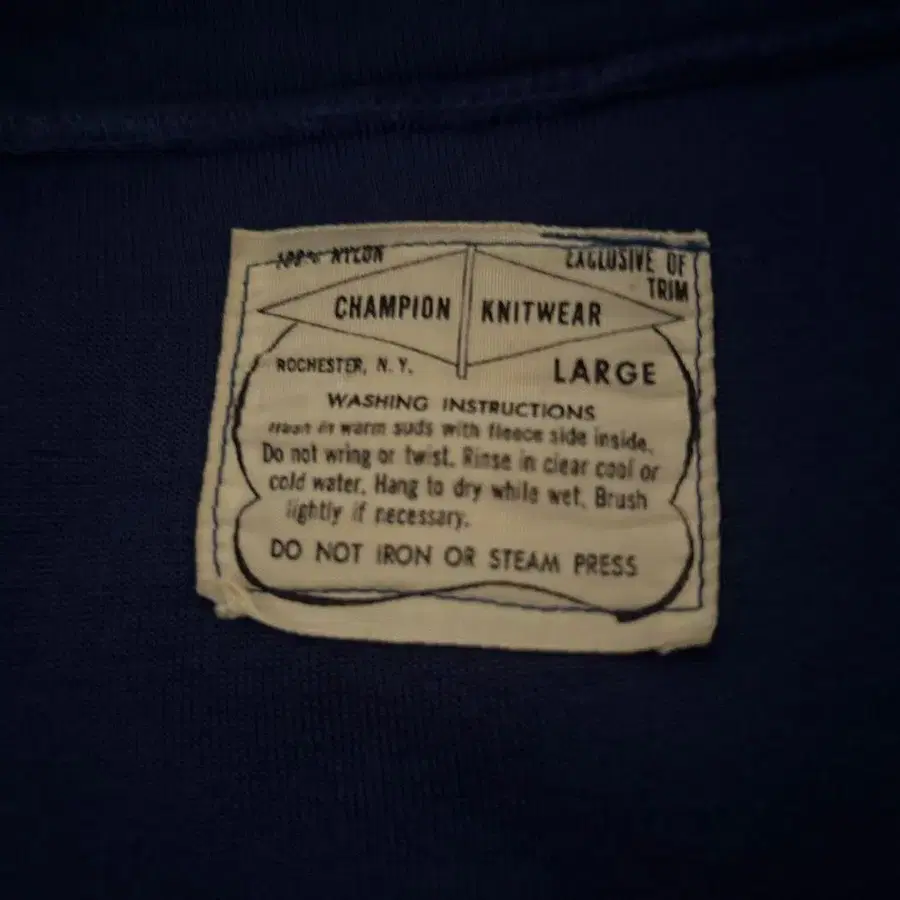 100% NYLON EXCLUSIVE OF
TRIM
CHAMPION KNITWEAR
ROCHESTER, N. Y. LARGE
WASHING INSTRUCTIONS
Wash in warm suds with fleece side inside.
Do not wring or twist. Rinse in clear cool or
cold water. Hang to dry while wet. Brush
lightly if necessary.
DO NOT IRON OR STEAM PRESS